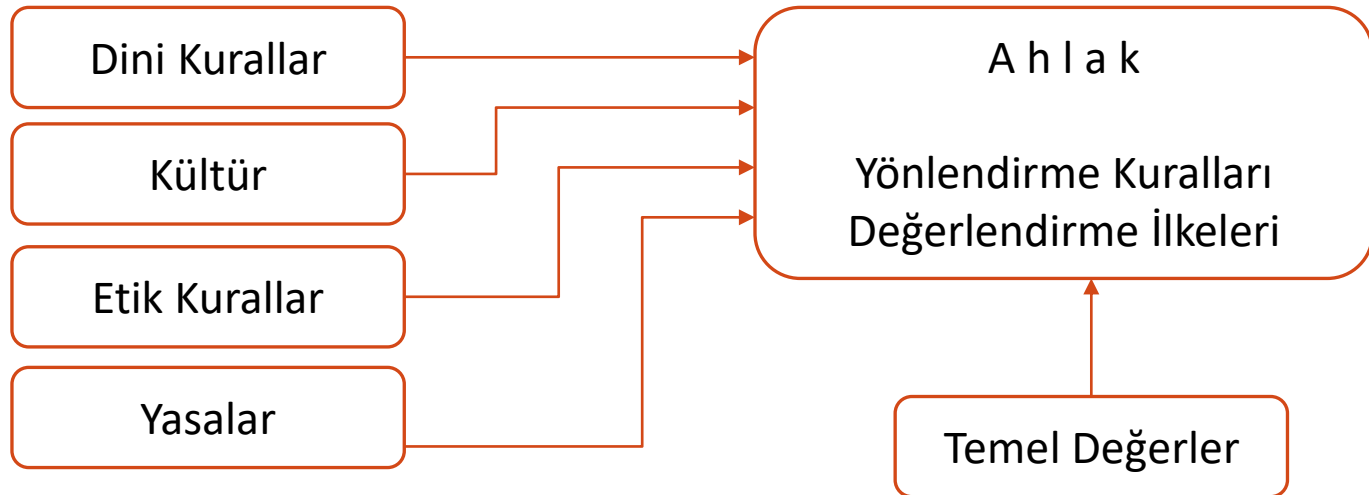 Dini Kurallar
Kültür
Etik Kurallar
Yasalar
A h l a k
Yönlendirme Kuralları
Değerlendirme İlkeleri
Temel Değerler